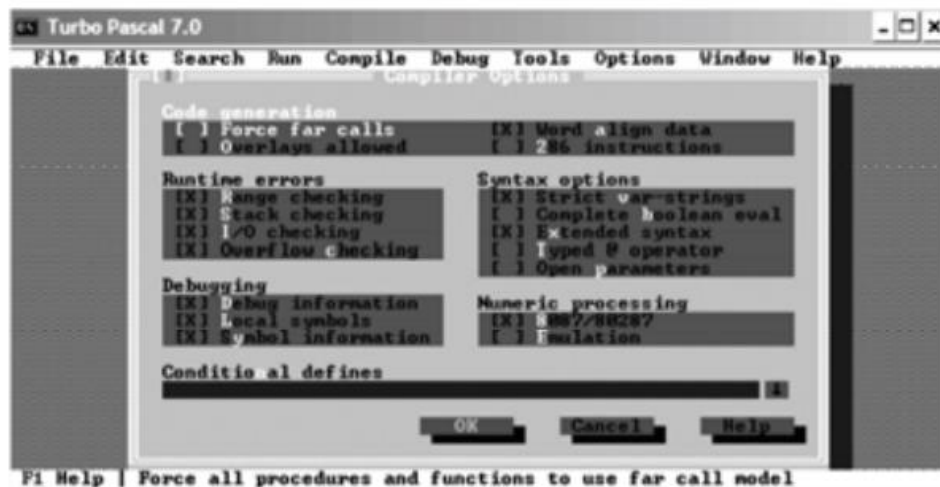 Turbo Pascal 7.0
File Edit Search Run Compile Debug Tools Options Window Help
Compiler Options
Code generation
[ ] Force far calls [X] Word align data
[ ] Overlays allowed [ ] 286 instructions
Runtime errors Syntax options
[X] Range checking [X] Strict var-strings
[X] Stack checking [ ] Complete boolean eval
[X] I/O checking [X] Extended syntax
[X] Overflow checking [ ] Typed @ operator
[ ] Open parameters
Debugging Numeric processing
[X] Debug information [X] 8087/80287
[X] Local symbols [ ] Emulation
[X] Symbol information
Conditional defines
OK Cancel Help
F1 Help | Force all procedures and functions to use far call model